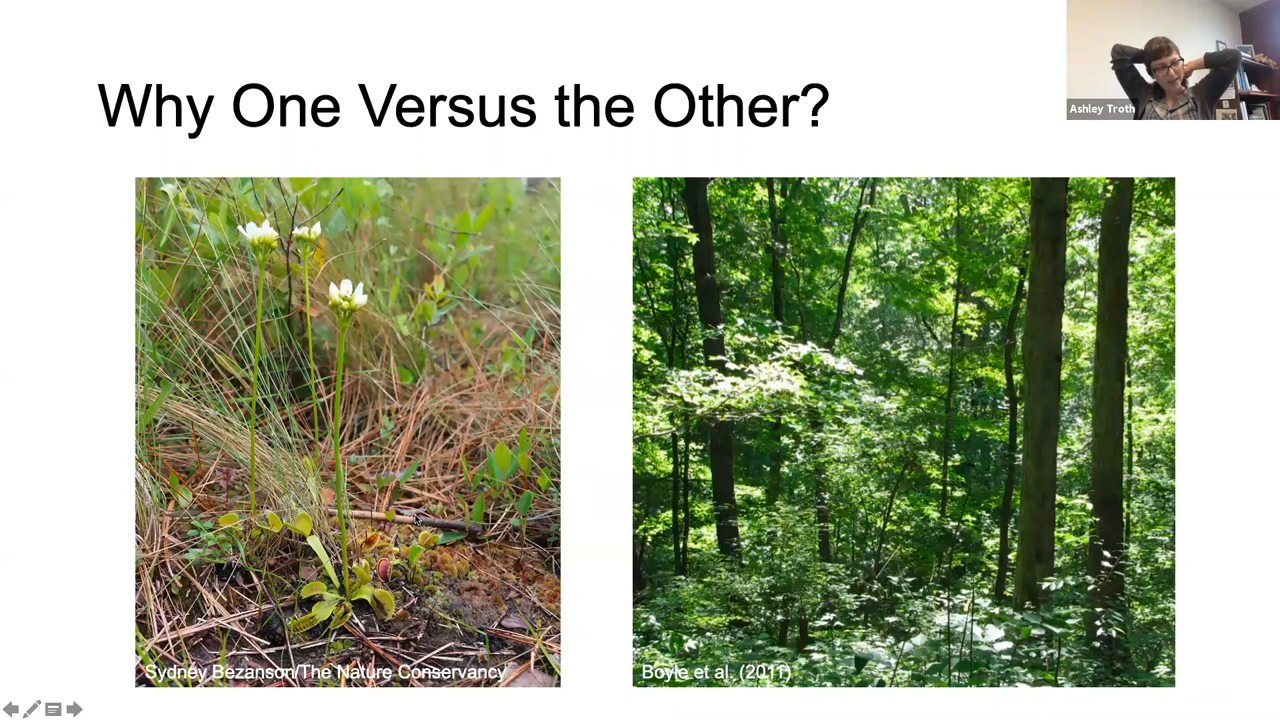 Why One Versus the Other?
Ashley Troth
Sydney Bezanson/The Nature Conservancy
Boyle et al. (2011)